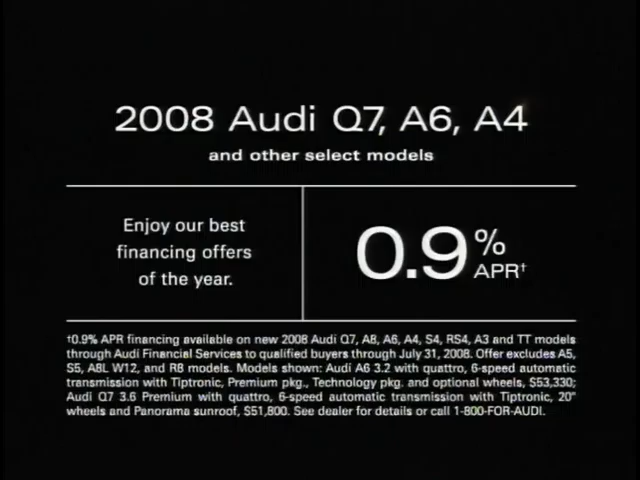 2008 Audi Q7, A6, A4
and other select models
Enjoy our best
financing offers
of the year.
0.9% APR†
†0.9% APR financing available on new 2008 Audi Q7, A8, A6, A4, S4, RS4, A3 and TT models
through Audi Financial Services to qualified buyers through July 31, 2008. Offer excludes A5,
S5, A8L W12, and R8 models. Models shown: Audi A6 3.2 with quattro, 6-speed automatic
transmission with Tiptronic, Premium pkg., Technology pkg. and optional wheels, $53,330;
Audi Q7 3.6 Premium with quattro, 6-speed automatic transmission with Tiptronic, 20"
wheels and Panorama sunroof, $51,800. See dealer for details or call 1-800-FOR-AUDI.